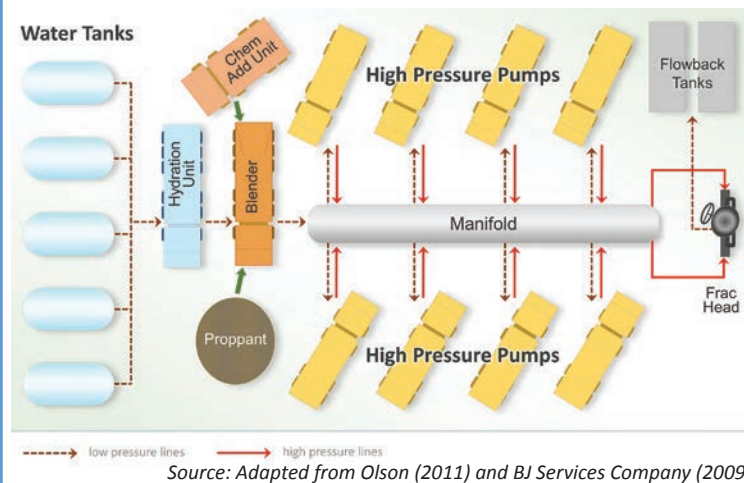 Water Tanks
Chem
Add Unit
High Pressure Pumps
Flowback
Tanks
Hydration
Unit
Blender
Manifold
Frac
Head
Proppant
High Pressure Pumps
low pressure lines
high pressure lines
Source: Adapted from Olson (2011) and BJ Services Company (2009